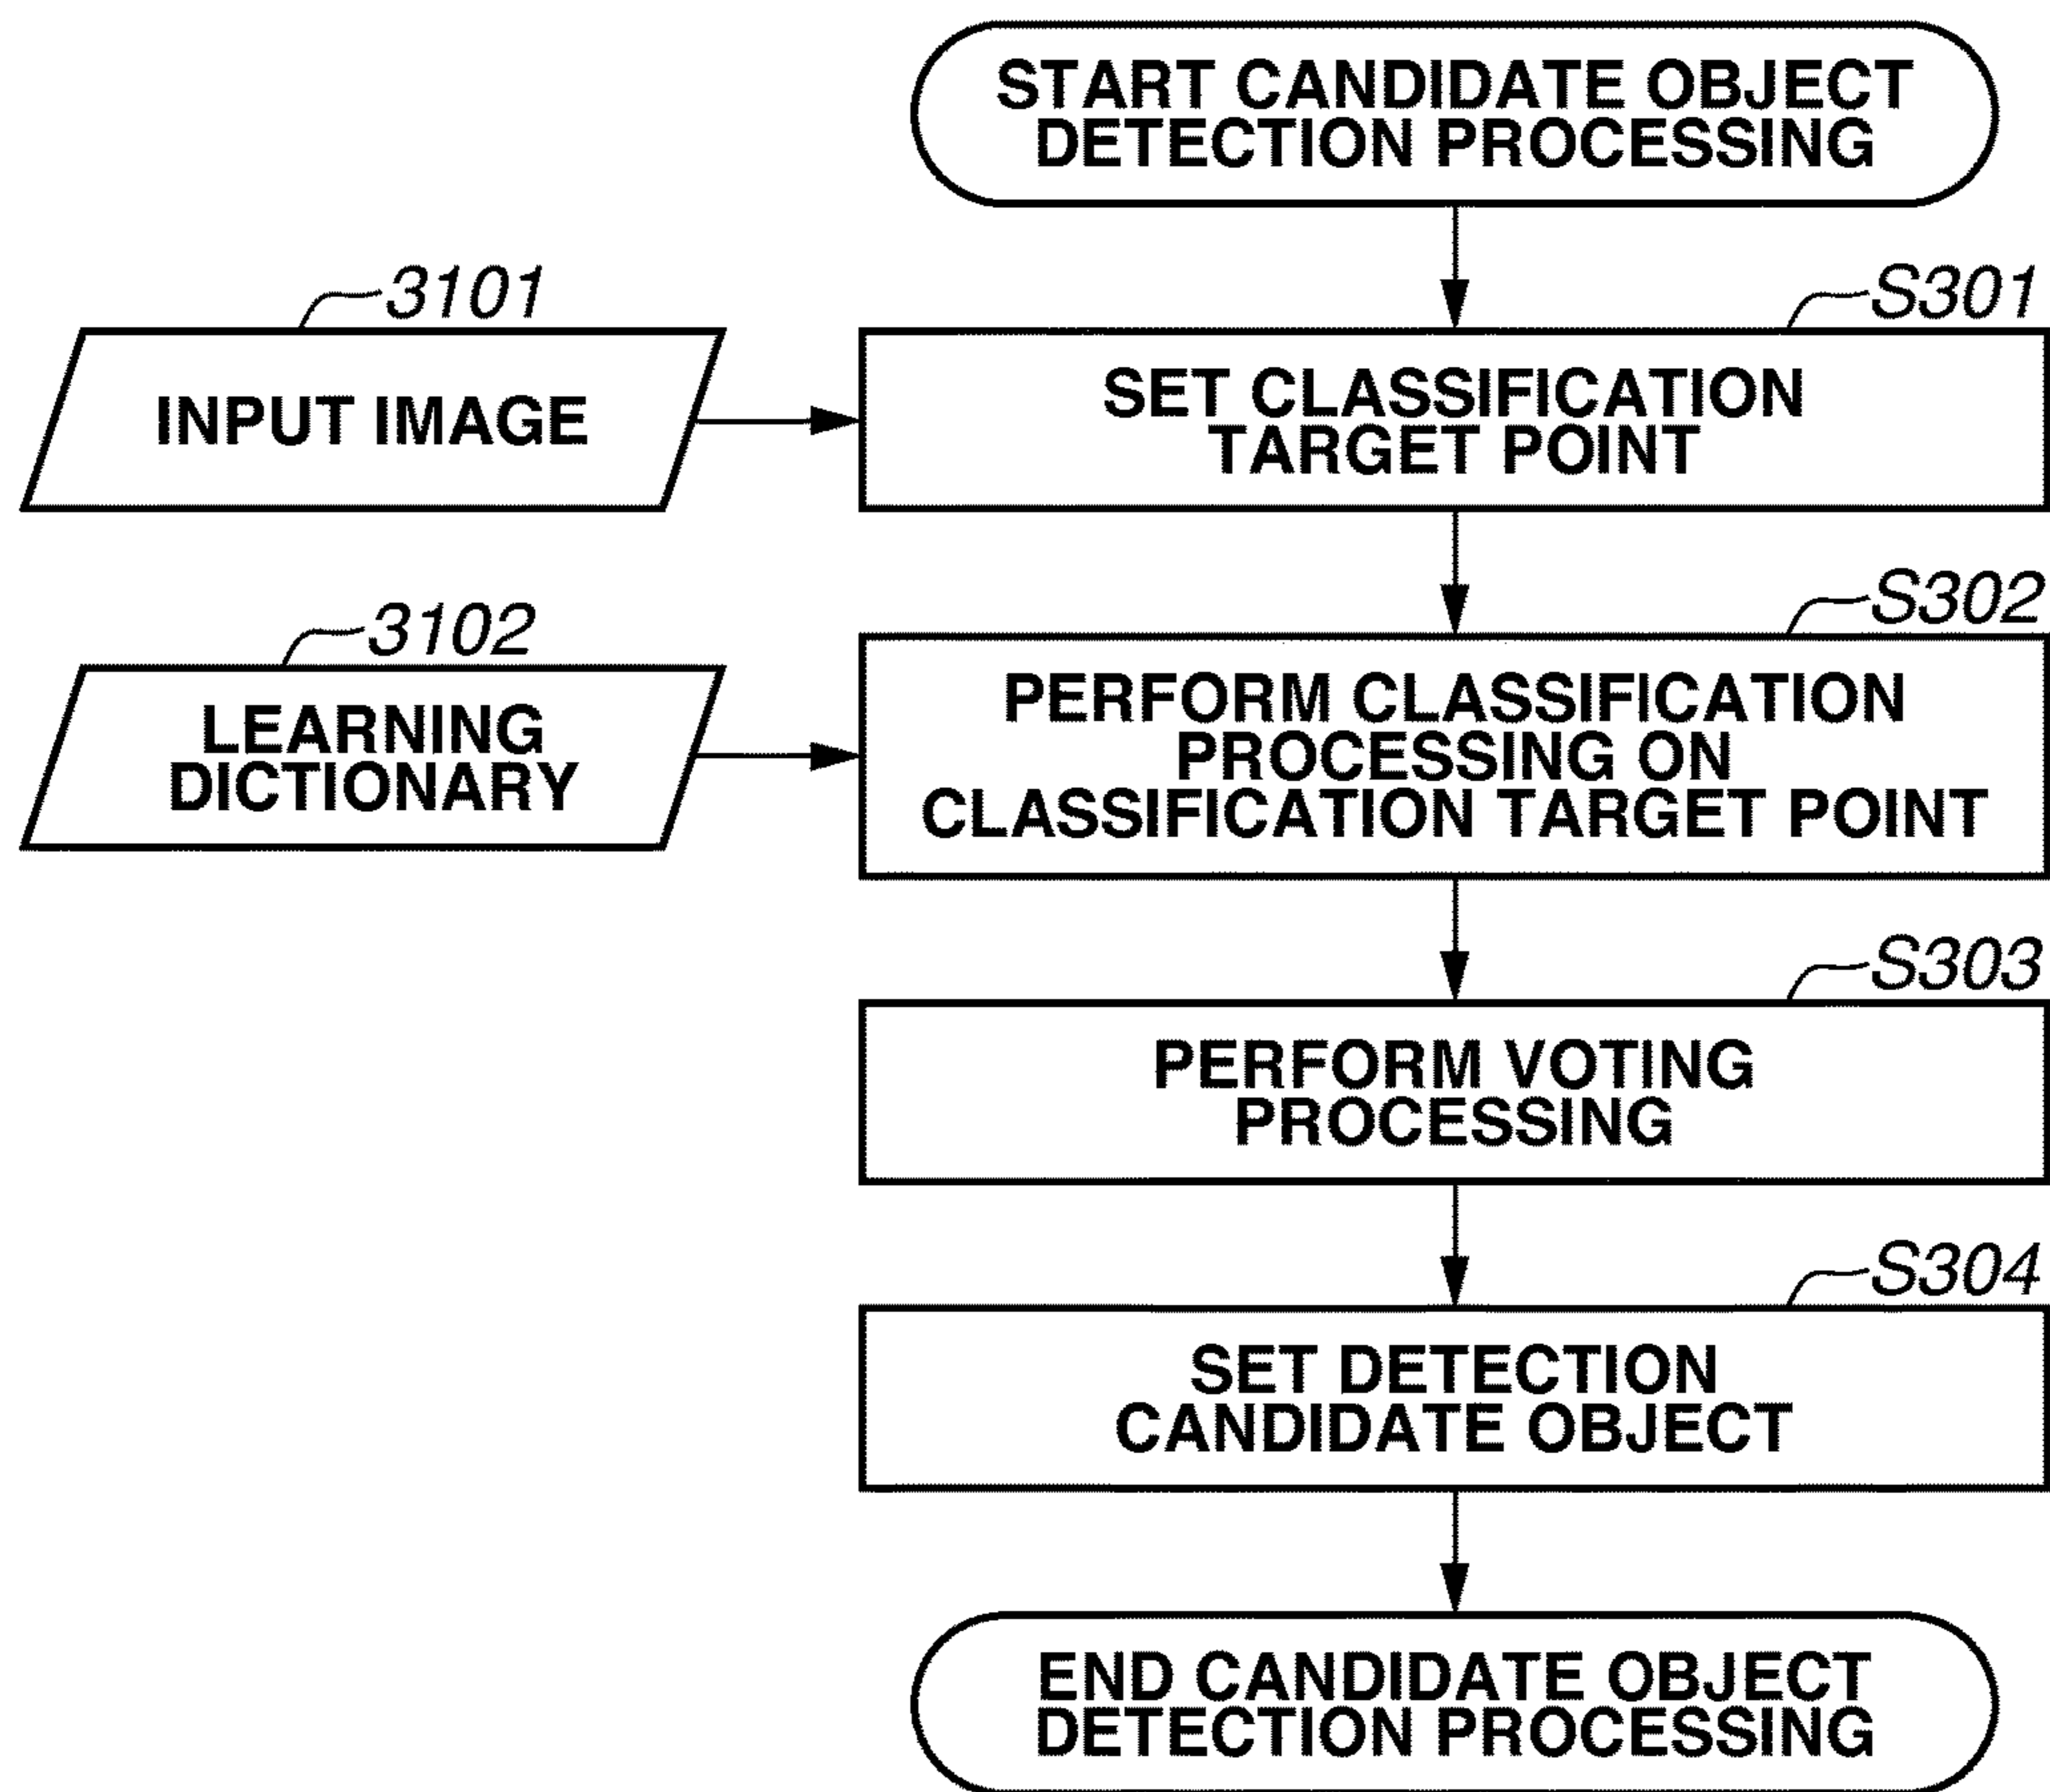 START CANDIDATE OBJECT
DETECTION PROCESSING
3101
S301
INPUT IMAGE
SET CLASSIFICATION
TARGET POINT
3102
S302
LEARNING
DICTIONARY
PERFORM CLASSIFICATION
PROCESSING ON
CLASSIFICATION TARGET POINT
S303
PERFORM VOTING
PROCESSING
S304
SET DETECTION
CANDIDATE OBJECT
END CANDIDATE OBJECT
DETECTION PROCESSING